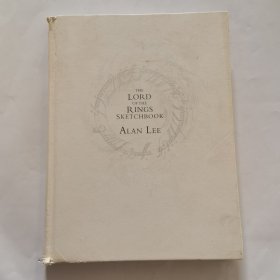 THE
LORD
OF THE
RINGS
SKETCHBOOK
ALAN LEE